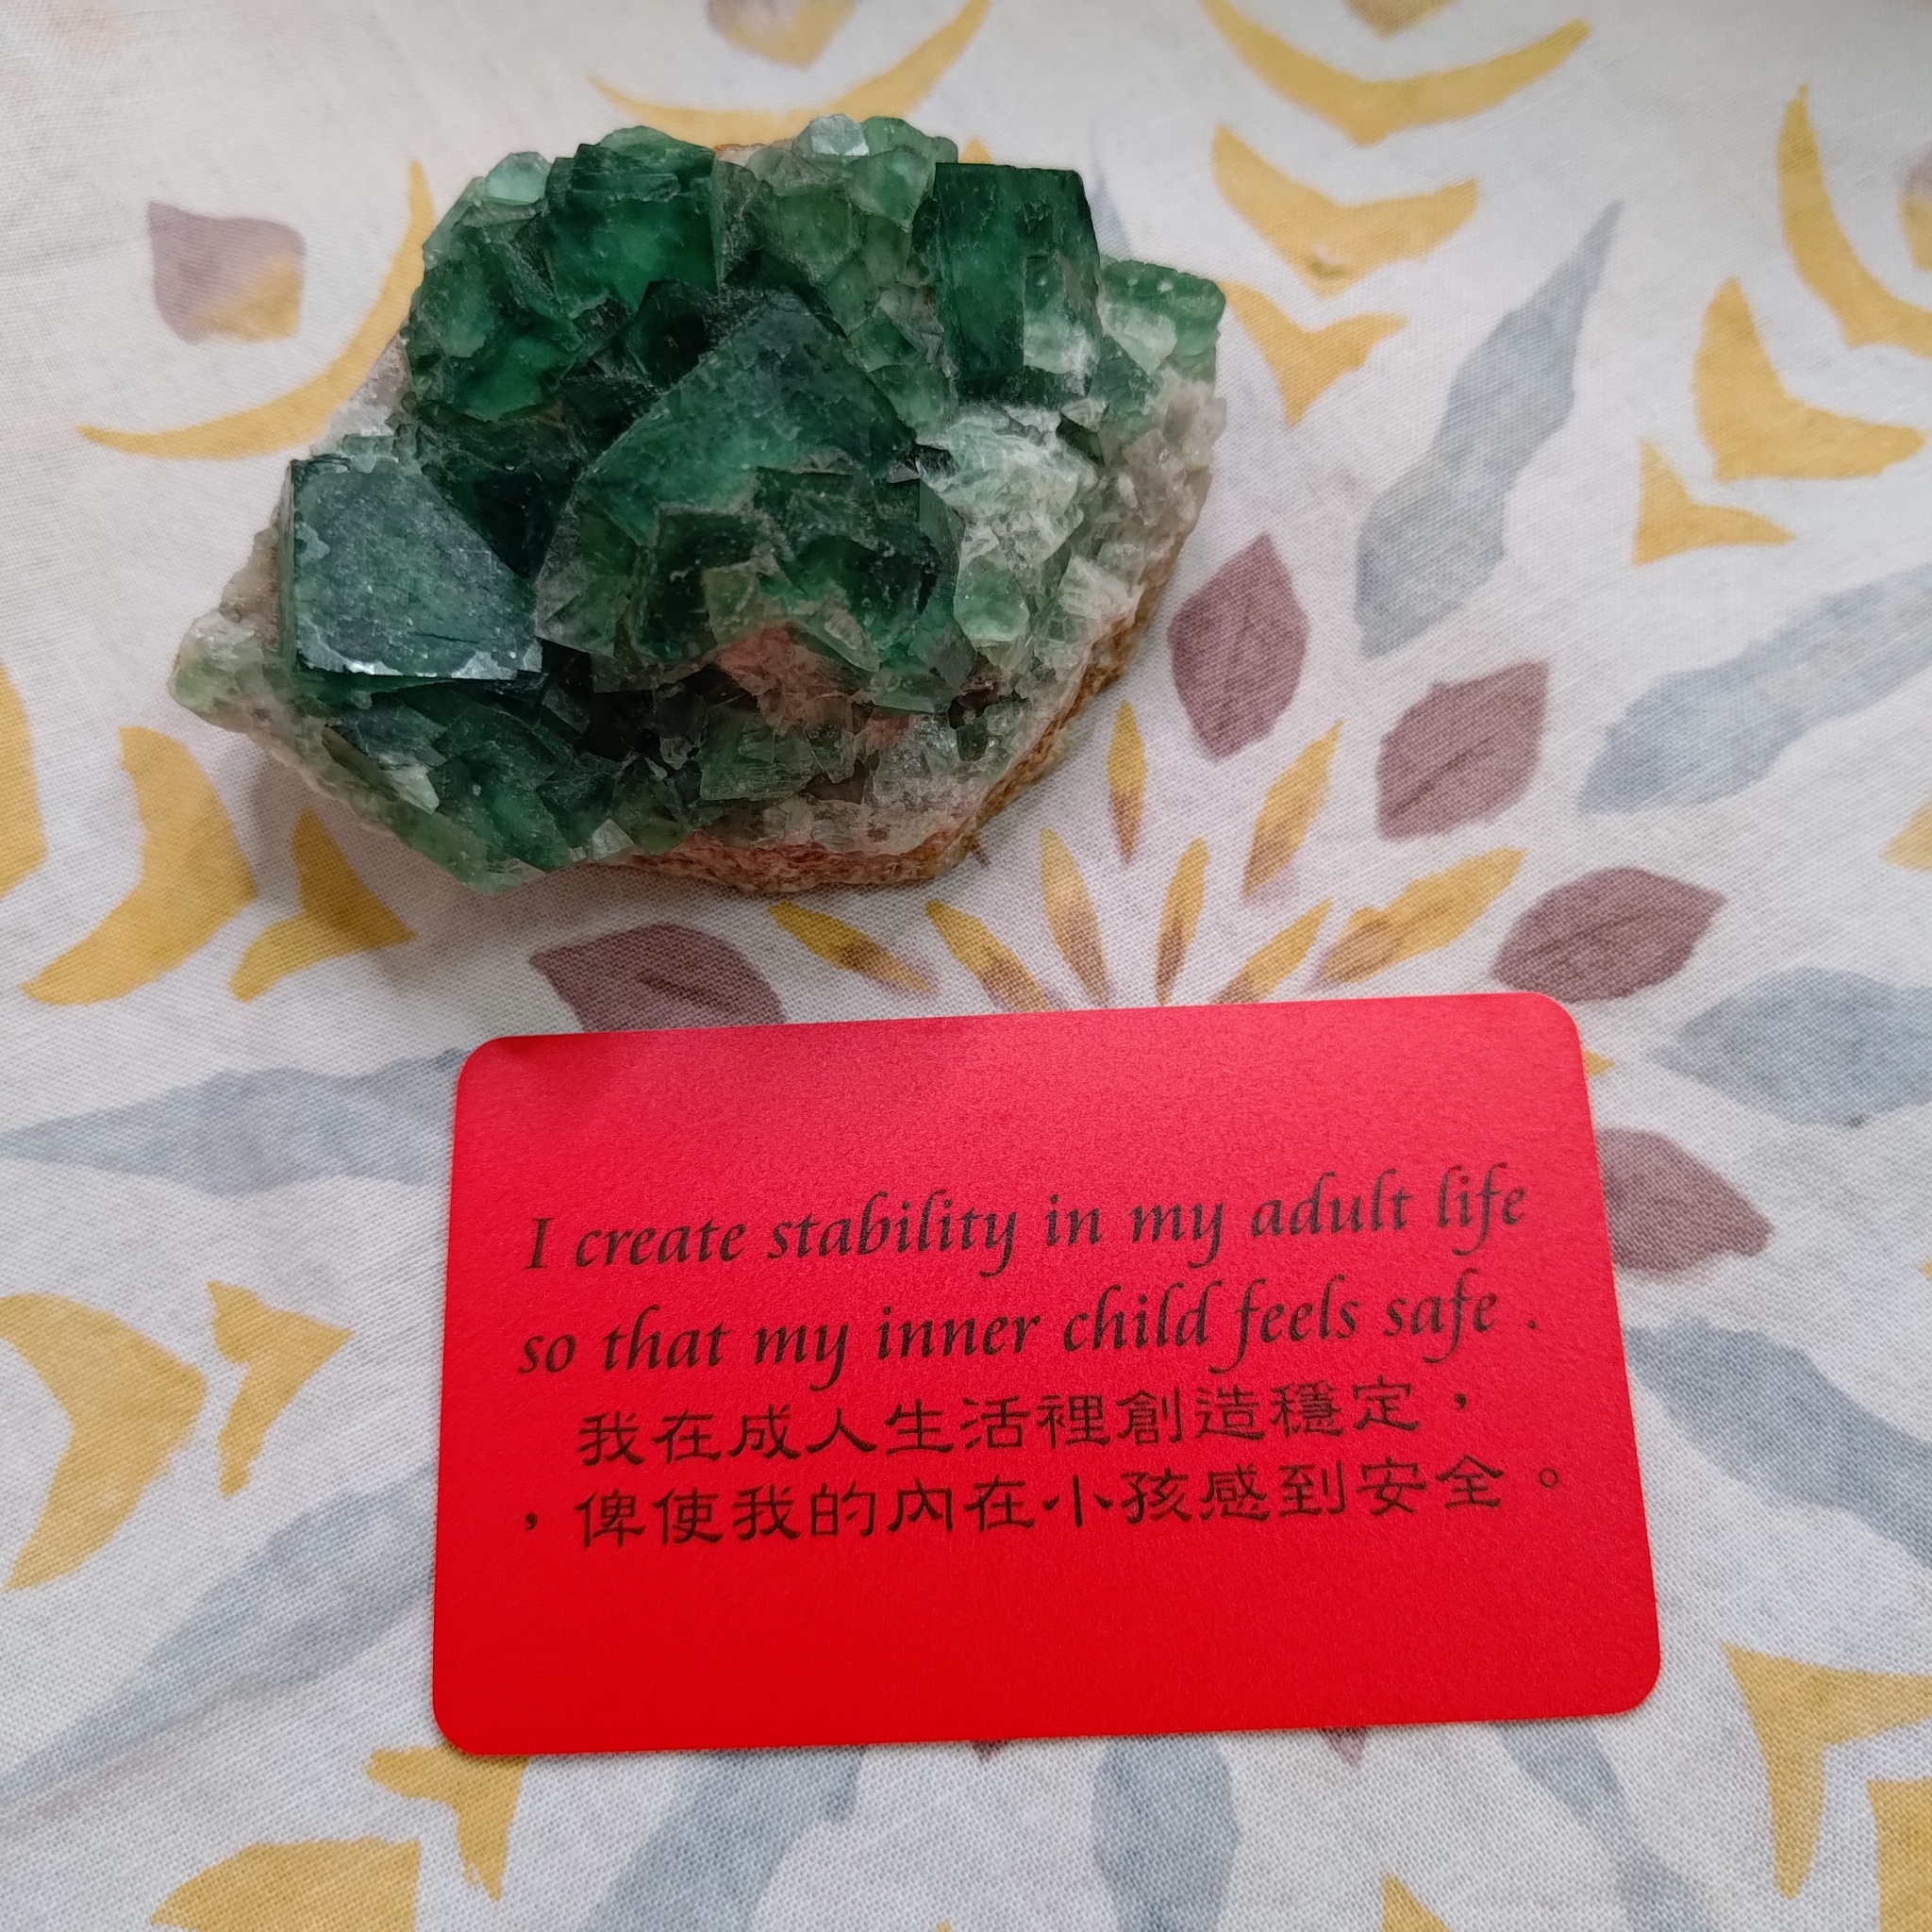 I create stability in my adult life
so that my inner child feels safe .
我在成人生活裡創造穩定，
，俾使我的內在小孩感到安全。